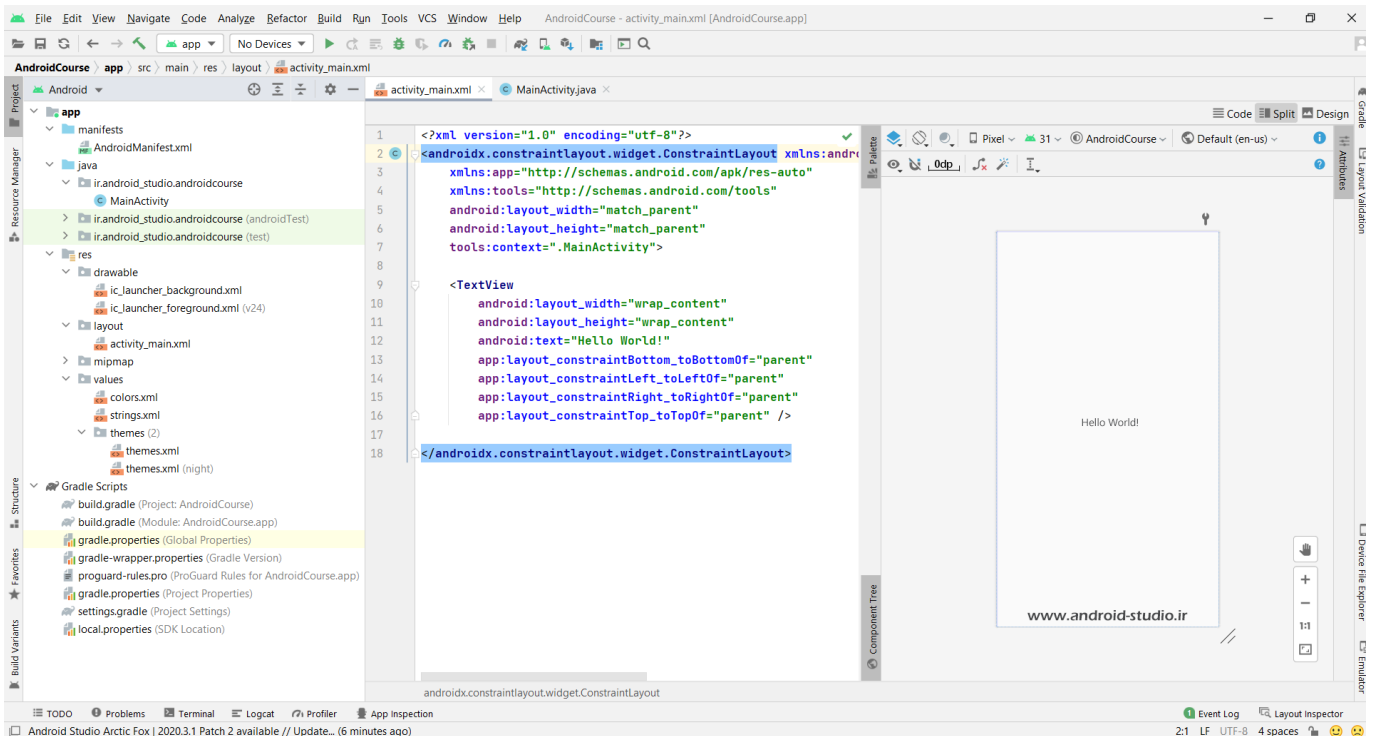 File Edit View Navigate Code Analyze Refactor Build Run Tools VCS Window Help AndroidCourse - activity_main.xml [AndroidCourse.app]
app No Devices
AndroidCourse app src main res layout activity_main.xml
Project
Resource Manager
Structure
Favorites
Build Variants
Android
app
manifests
AndroidManifest.xml
java
ir.android_studio.androidcourse
MainActivity
ir.android_studio.androidcourse (androidTest)
ir.android_studio.androidcourse (test)
res
drawable
ic_launcher_background.xml
ic_launcher_foreground.xml (v24)
layout
activity_main.xml
mipmap
values
colors.xml
strings.xml
themes (2)
themes.xml
themes.xml (night)
Gradle Scripts
build.gradle (Project: AndroidCourse)
build.gradle (Module: AndroidCourse.app)
gradle.properties (Global Properties)
gradle-wrapper.properties (Gradle Version)
proguard-rules.pro (ProGuard Rules for AndroidCourse.app)
gradle.properties (Project Properties)
settings.gradle (Project Settings)
local.properties (SDK Location)
activity_main.xml MainActivity.java
Code Split Design
1 <?xml version="1.0" encoding="utf-8"?>
2 <androidx.constraintlayout.widget.ConstraintLayout xmlns:andro
3 xmlns:app="http://schemas.android.com/apk/res-auto"
4 xmlns:tools="http://schemas.android.com/tools"
5 android:layout_width="match_parent"
6 android:layout_height="match_parent"
7 tools:context=".MainActivity">
8
9 <TextView
10 android:layout_width="wrap_content"
11 android:layout_height="wrap_content"
12 android:text="Hello World!"
13 app:layout_constraintBottom_toBottomOf="parent"
14 app:layout_constraintLeft_toLeftOf="parent"
15 app:layout_constraintRight_toRightOf="parent"
16 app:layout_constraintTop_toTopOf="parent" />
17
18 </androidx.constraintlayout.widget.ConstraintLayout>
androidx.constraintlayout.widget.ConstraintLayout
Palette
Component Tree
Pixel 31 AndroidCourse Default (en-us)
0dp
Hello World!
www.android-studio.ir
1:1
Attributes
Gradle
Layout Validation
Device File Explorer
Emulator
TODO Problems Terminal Logcat Profiler App Inspection Event Log Layout Inspector
Android Studio Arctic Fox | 2020.3.1 Patch 2 available // Update... (6 minutes ago) 2:1 LF UTF-8 4 spaces